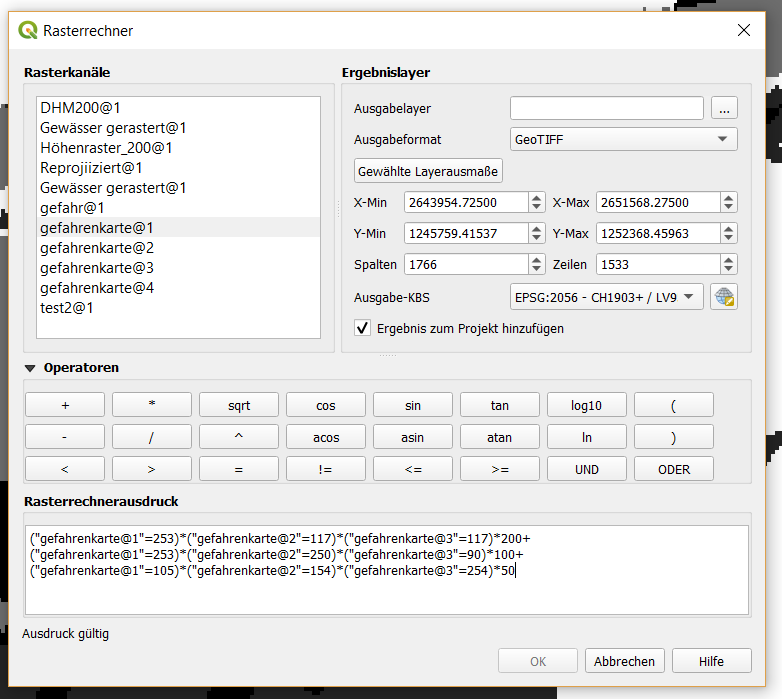 Rasterrechner
Rasterkanäle
DHM200@1
Gewässer gerastert@1
Höhenraster_200@1
Reprojiiziert@1
Gewässer gerastert@1
gefahr@1
gefahrenkarte@1
gefahrenkarte@2
gefahrenkarte@3
gefahrenkarte@4
test2@1
Ergebnislayer
Ausgabelayer ...
Ausgabeformat GeoTIFF
Gewählte Layerausmaße
X-Min 2643954.72500 X-Max 2651568.27500
Y-Min 1245759.41537 Y-Max 1252368.45963
Spalten 1766 Zeilen 1533
Ausgabe-KBS EPSG:2056 - CH1903+ / LV9
Ergebnis zum Projekt hinzufügen
Operatoren
+ * sqrt cos sin tan log10 (
- / ^ acos asin atan ln )
< > = != <= >= UND ODER
Rasterrechnerausdruck
("gefahrenkarte@1"=253)*("gefahrenkarte@2"=117)*("gefahrenkarte@3"=117)*200+
("gefahrenkarte@1"=253)*("gefahrenkarte@2"=250)*("gefahrenkarte@3"=90)*100+
("gefahrenkarte@1"=105)*("gefahrenkarte@2"=154)*("gefahrenkarte@3"=254)*50
Ausdruck gültig
OK Abbrechen Hilfe